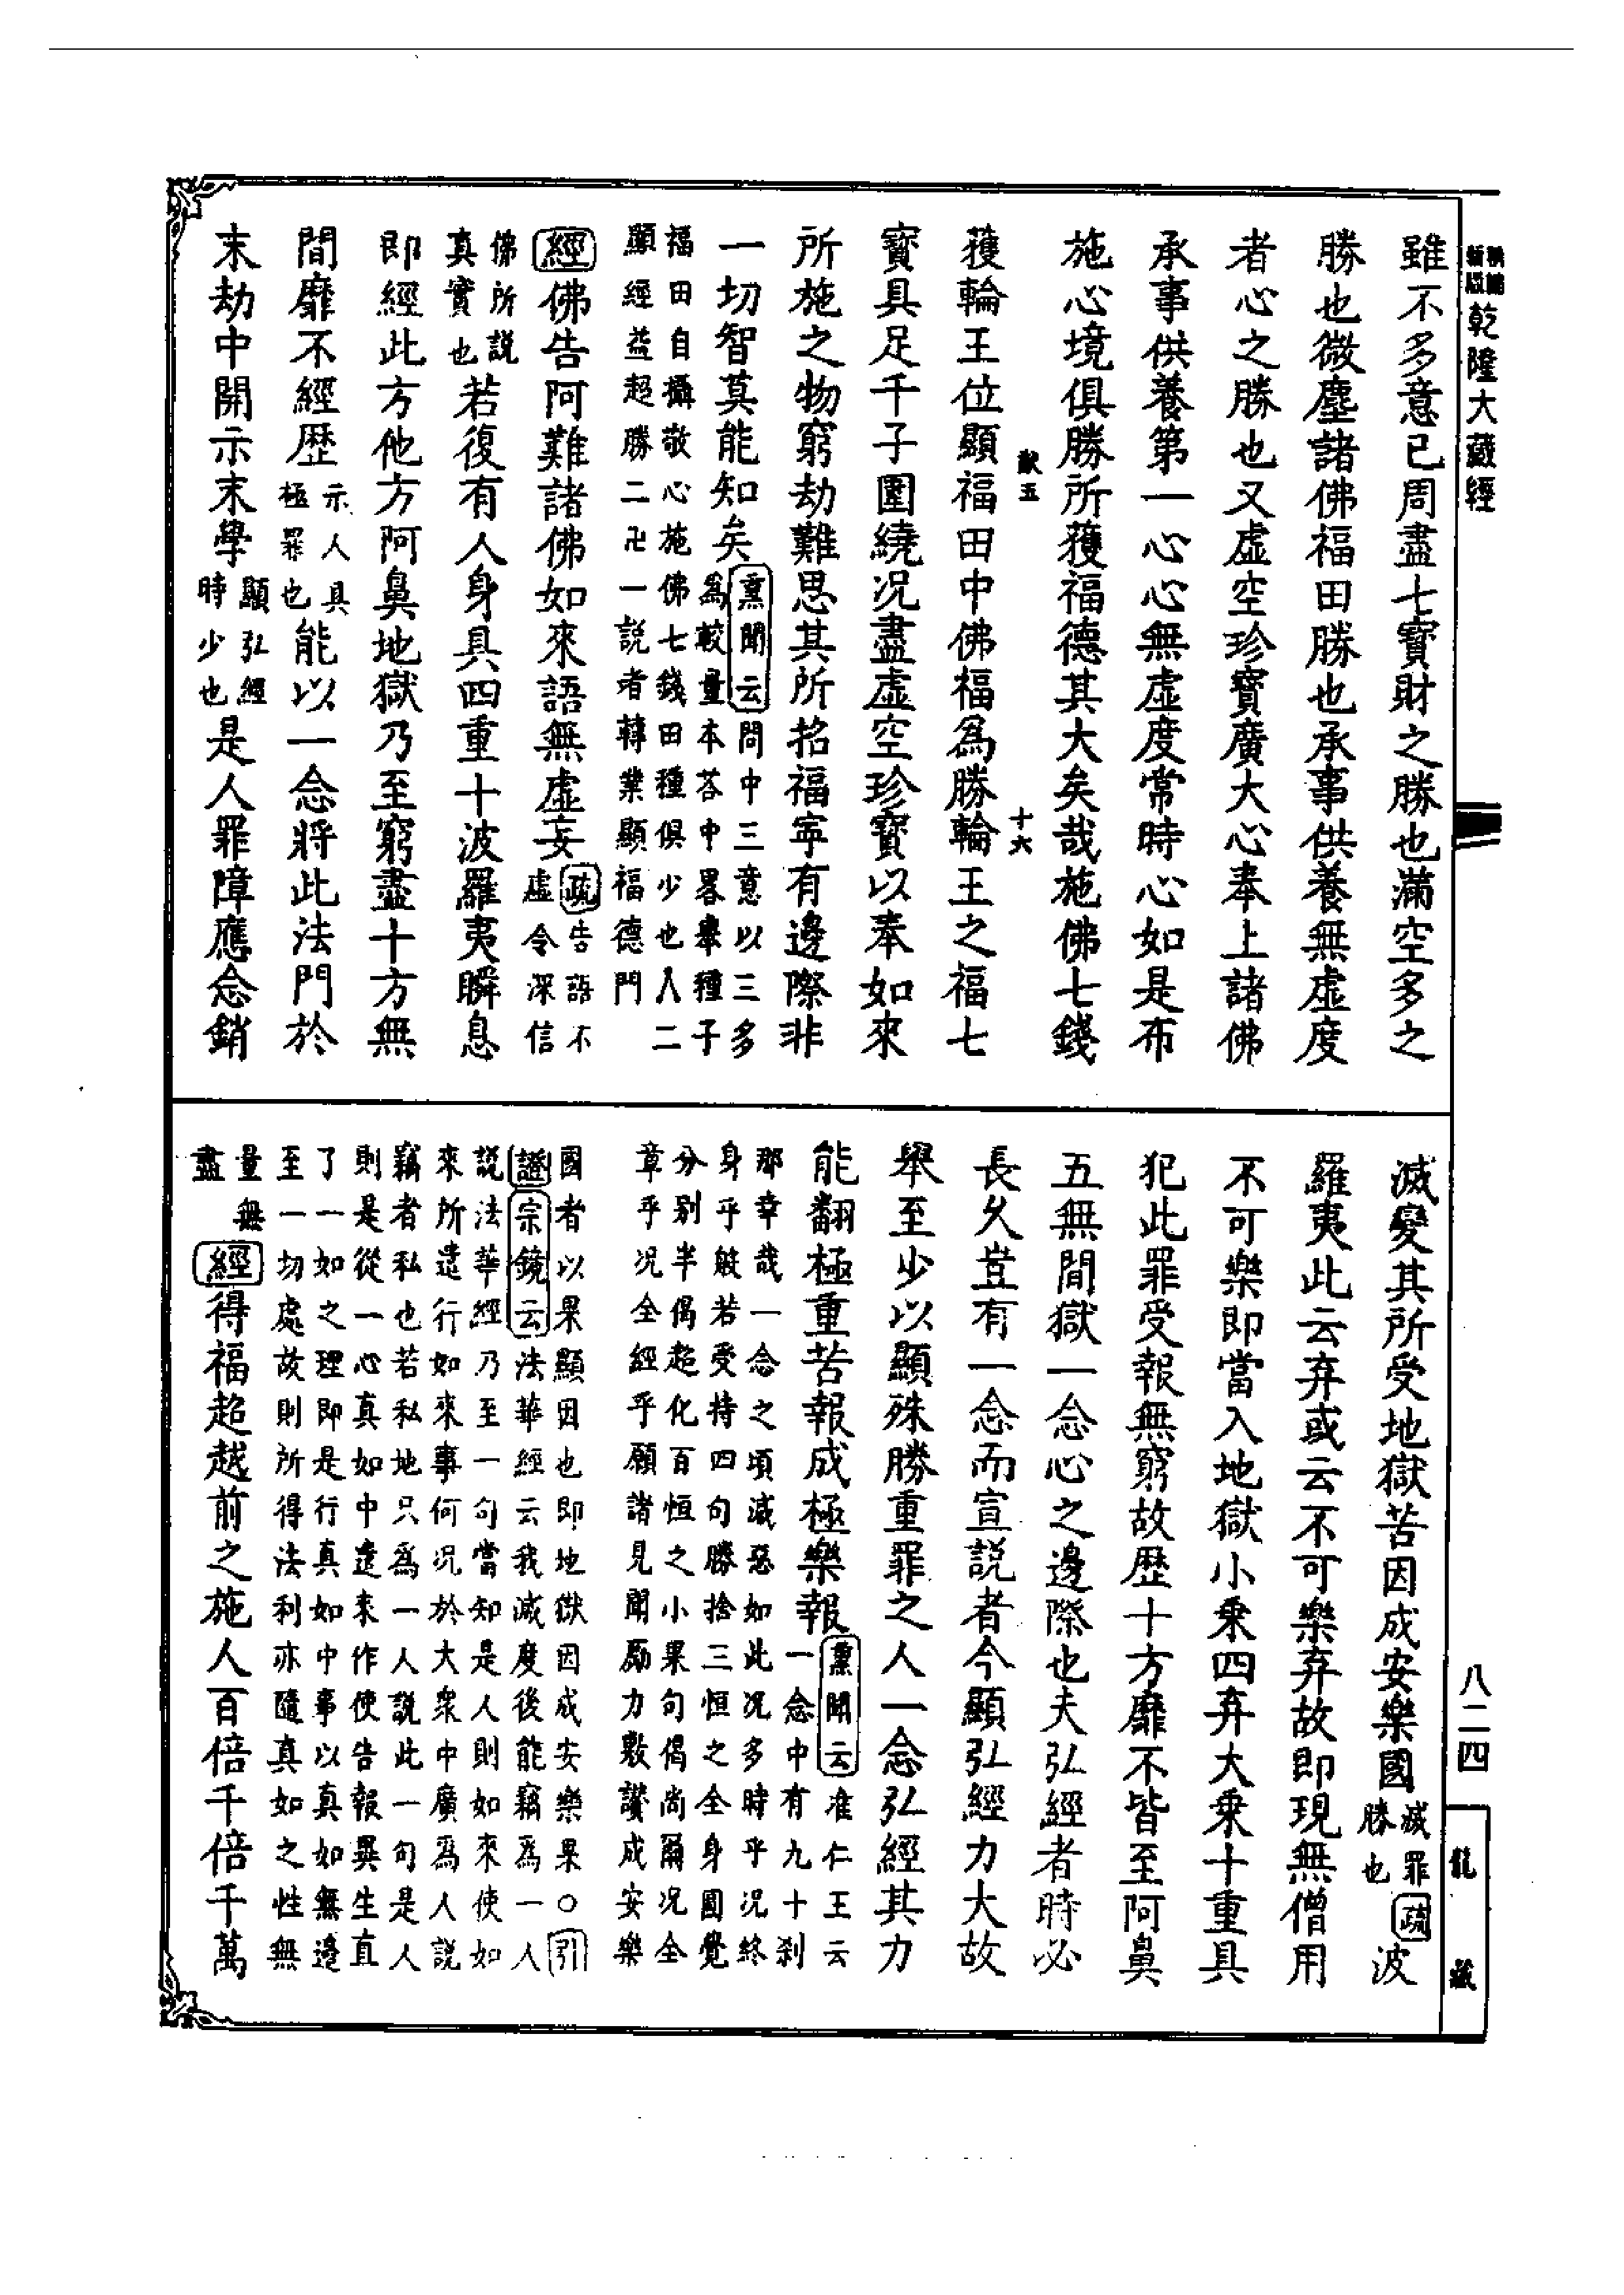 乾隆大藏經
雖不多意已周盡七寶財之勝也滿空多之
勝也微塵諸佛福田勝也承事供養無虛度
者心之勝也又虛空珍寶廣大心奉上諸佛
承事供養第一心心無虛度常時心如是布
施心境俱勝所獲福德其大矣哉施佛七錢
獲輪王位顯福田中佛福爲勝輪王之福七
寶具足千子圍繞況盡虛空珍寶以奉如來
所施之物窮劫難思其所招福寕有邊際非
一切智莫能知矣
熏聞云問中三意以三多
爲較量本荅中畧舉種子
福田自攝敬心施佛七錢田種俱少也人二
顯經益超勝二卍一説者轉業顯福德門
經佛告阿難諸佛如來語無虛妄
疏告語不
虛令深信
佛所説
真實也
若復有人身具四重十波羅夷瞬息
即經此方他方阿鼻地獄乃至窮盡十方無
間靡不經歷
示人具
極罪也
能以一念將此法門於
末劫中開示末學
顯弘經
時少也
是人罪障應念銷
八二四
龍藏
滅變其所受地獄苦因成安樂國
滅罪
勝也
疏波
羅夷此云弃或云不可樂弃故即現無僧用
不可樂即當入地獄小乗四弃大乗十重具
犯此罪受報無窮故歷十方靡不皆至阿鼻
五無間獄一念心之邊際也夫弘經者時必
長久豈有一念而宣説者今顯弘經力大故
舉至少以顯殊勝重罪之人一念弘經其力
能翻極重苦報成極樂報
熏聞云准仁王云
一念中有九十刹
那幸哉一念之頃滅惡如此況多時乎況終
身乎般若受持四句勝捨三恒之全身圓覺
分別半偈超化百恒之小果句偈尚爾況全
章乎況全經乎願諸見聞勵力數讚成安樂
國者以果顯因也即地獄因成安樂果○引
證宗鏡云法華經云我滅度後能竊爲一人
説法華經乃至一句當知是人則如來使如
來所遣行如來事何況於大衆中廣爲人説
竊者私也若私地只爲一人説此一句是人
則是從一心真如中遣來作使告報異生直
了一如之理即是行真如中事以真如無邊
至一切處故則所得法利亦隨真如之性無
量無
盡
經得福超越前之施人百倍千倍千萬
獻五
十六